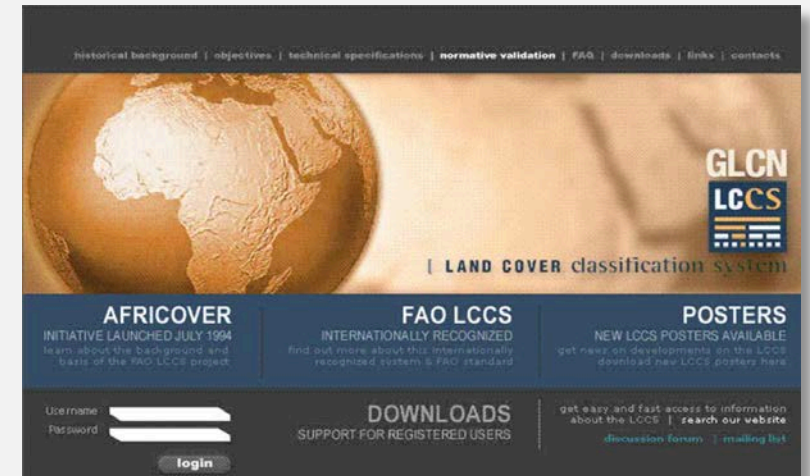 historical background | objectives | technical specifications | normative validation | FAQ | downloads | links | contacts
GLCN
LCCS
[ LAND COVER classification system
AFRICOVER
INITIATIVE LAUNCHED JULY 1994
learn about the background and
basis of the FAO LCCS project
FAO LCCS
INTERNATIONALLY RECOGNIZED
find out more about this internationally
recognized system & FAO standard
POSTERS
NEW LCCS POSTERS AVAILABLE
get news on developments on the LCCS
download new LCCS posters here
Username
Password
login
DOWNLOADS
SUPPORT FOR REGISTERED USERS
get easy and fast access to information
about the LCCS | search our website
discussion forum | mailing list